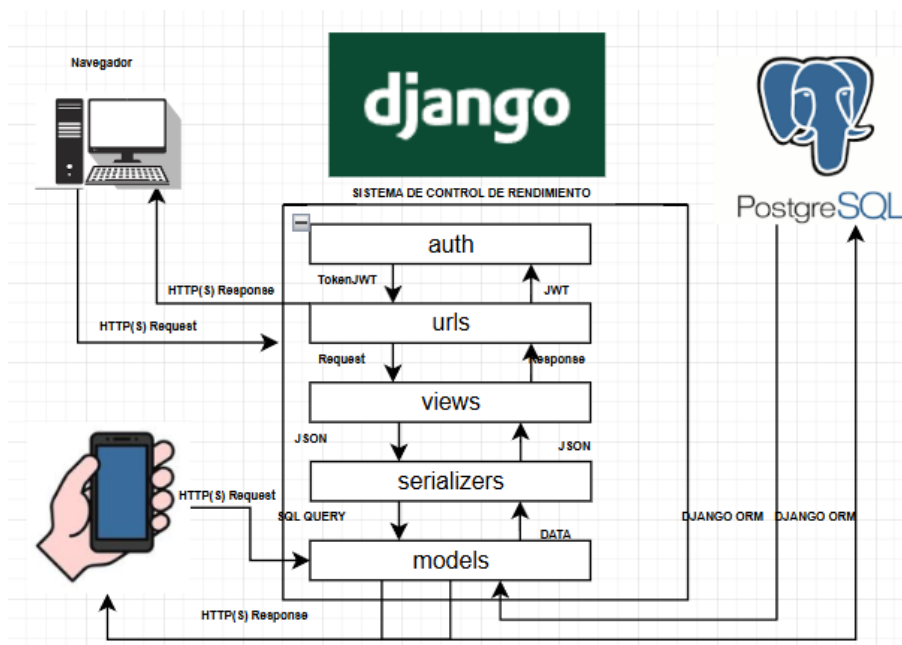 Navegador
django
PostgreSQL
SISTEMA DE CONTROL DE RENDIMIENTO
auth
TokenJWT
JWT
HTTP(S) Response
urls
HTTP(S) Request
Request
Response
views
JSON
JSON
serializers
HTTP(S) Request
SQL QUERY
DJANGO ORM
DJANGO ORM
DATA
models
HTTP(S) Response